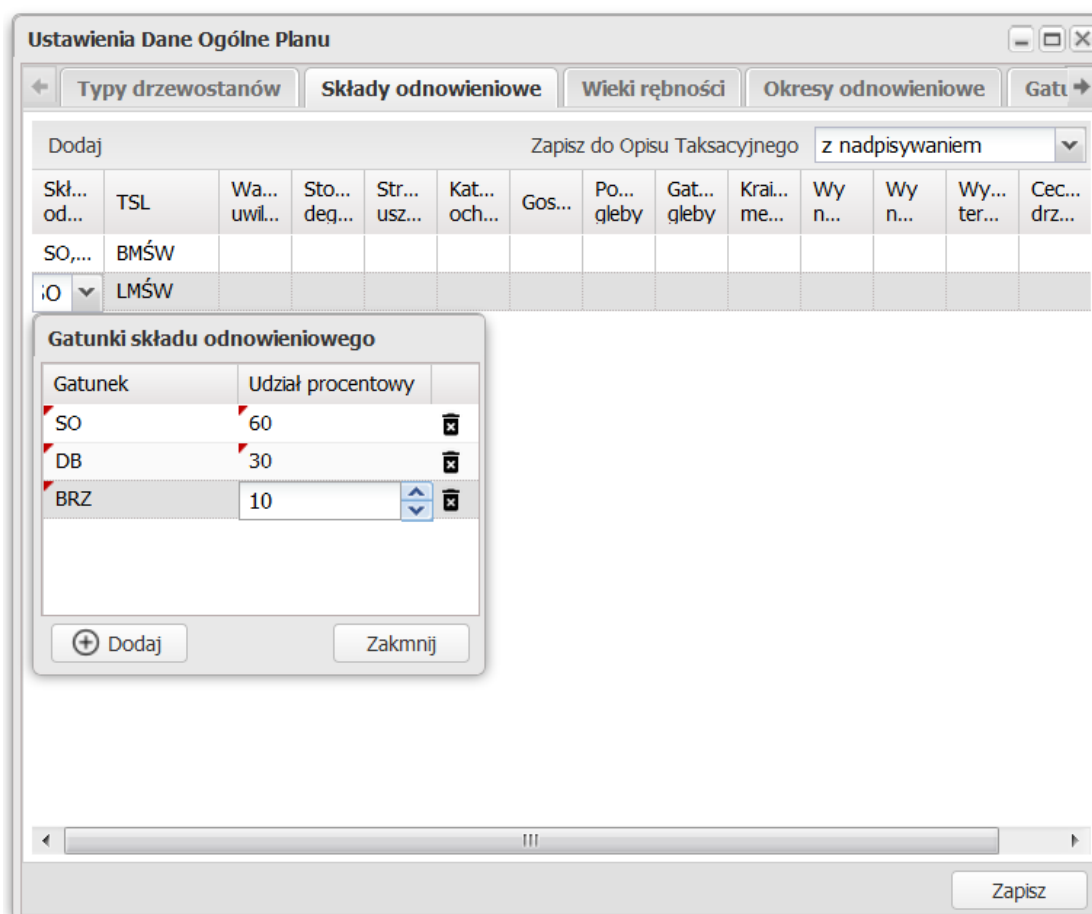 Ustawienia Dane Ogólne Planu
Typy drzewostanów Składy odnowieniowe Wieki rębności Okresy odnowieniowe Gatu
Dodaj Zapisz do Opisu Taksacyjnego z nadpisywaniem
Skł... od... TSL Wa... uwil... Sto... deg... Str... usz... Kat... och... Gos... Po... gleby Gat... gleby Krai... me... Wy n... Wy n... Wy... ter... Cec... drz...
SO,... BMŚW
SO LMŚW
Gatunki składu odnowieniowego
Gatunek Udział procentowy
SO 60
DB 30
BRZ 10
Dodaj Zakmnij
Zapisz